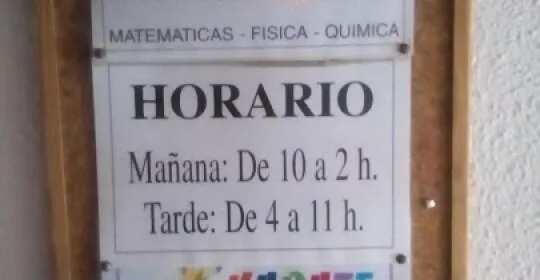 MATEMATICAS - FISICA - QUIMICA
HORARIO
Mañana: De 10 a 2 h.
Tarde: De 4 a 11 h.